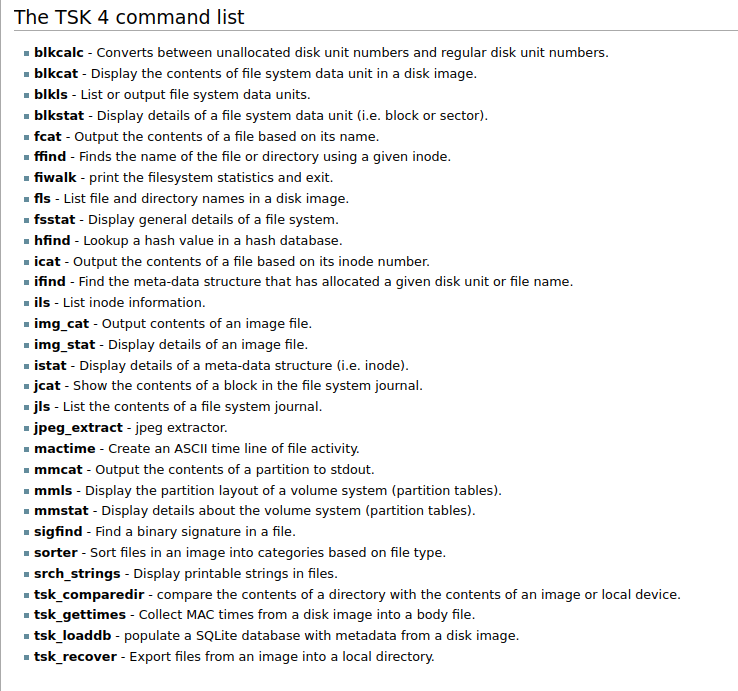 The TSK 4 command list
blkcalc - Converts between unallocated disk unit numbers and regular disk unit numbers.
blkcat - Display the contents of file system data unit in a disk image.
blkls - List or output file system data units.
blkstat - Display details of a file system data unit (i.e. block or sector).
fcat - Output the contents of a file based on its name.
ffind - Finds the name of the file or directory using a given inode.
fiwalk - print the filesystem statistics and exit.
fls - List file and directory names in a disk image.
fsstat - Display general details of a file system.
hfind - Lookup a hash value in a hash database.
icat - Output the contents of a file based on its inode number.
ifind - Find the meta-data structure that has allocated a given disk unit or file name.
ils - List inode information.
img_cat - Output contents of an image file.
img_stat - Display details of an image file.
istat - Display details of a meta-data structure (i.e. inode).
jcat - Show the contents of a block in the file system journal.
jls - List the contents of a file system journal.
jpeg_extract - jpeg extractor.
mactime - Create an ASCII time line of file activity.
mmcat - Output the contents of a partition to stdout.
mmls - Display the partition layout of a volume system (partition tables).
mmstat - Display details about the volume system (partition tables).
sigfind - Find a binary signature in a file.
sorter - Sort files in an image into categories based on file type.
srch_strings - Display printable strings in files.
tsk_comparedir - compare the contents of a directory with the contents of an image or local device.
tsk_gettimes - Collect MAC times from a disk image into a body file.
tsk_loaddb - populate a SQLite database with metadata from a disk image.
tsk_recover - Export files from an image into a local directory.